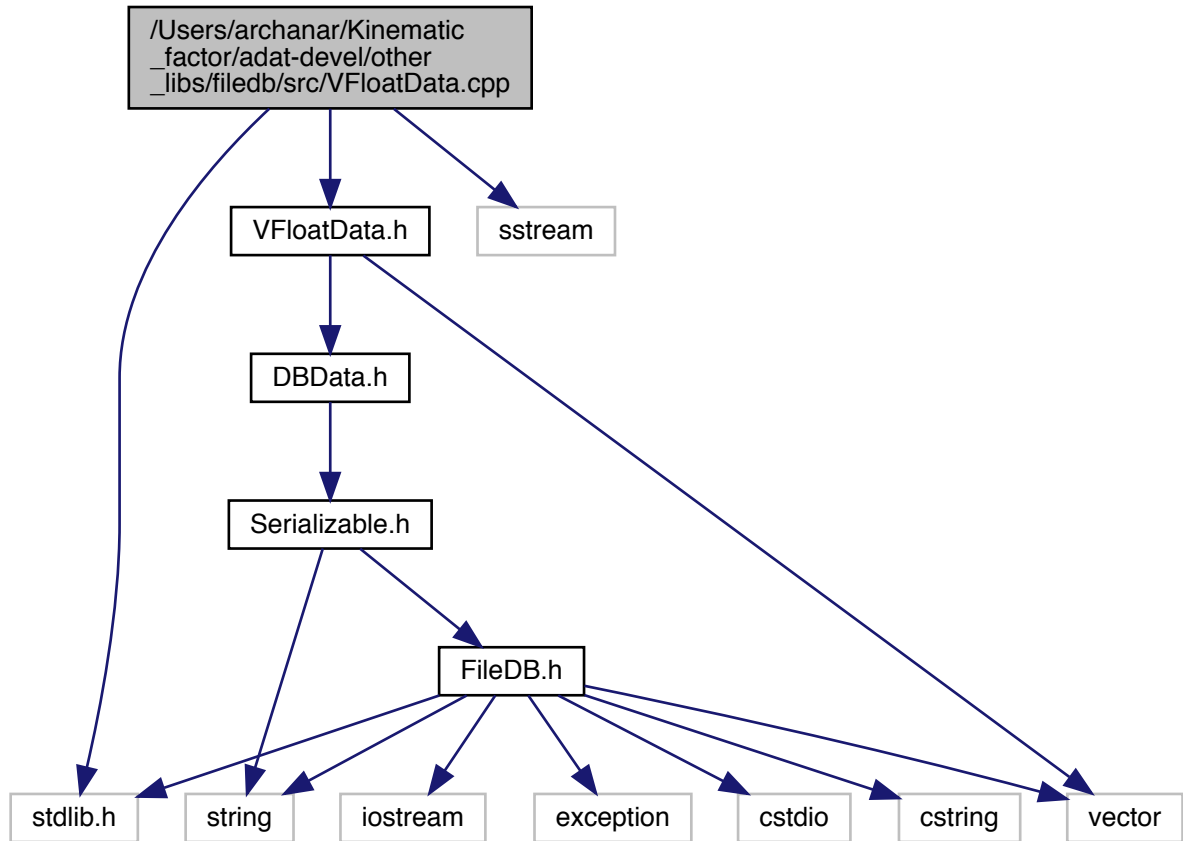 /Users/archanar/Kinematic
_factor/adat-devel/other
_libs/filedb/src/VFloatData.cpp
VFloatData.h
sstream
DBData.h
Serializable.h
FileDB.h
stdlib.h
string
iostream
exception
cstdio
cstring
vector